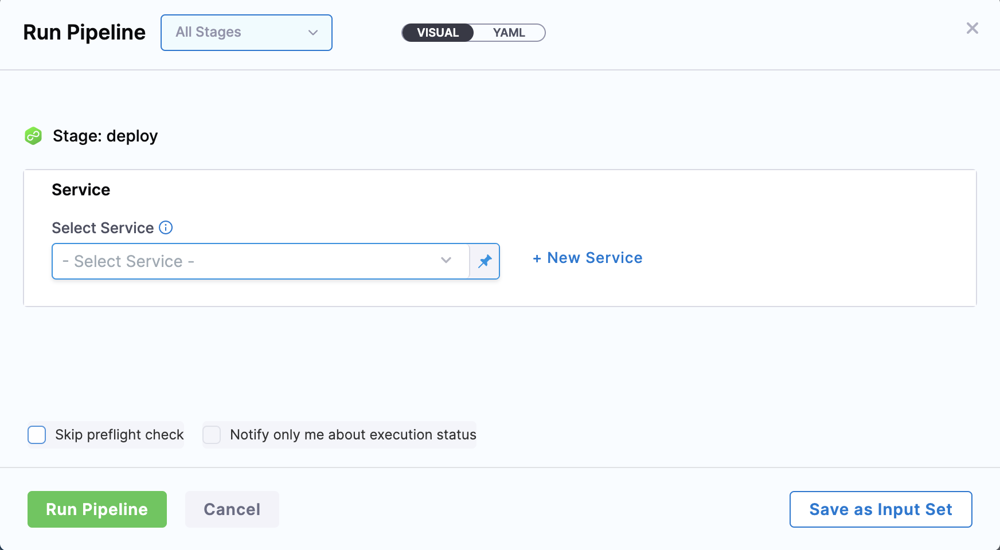 Run Pipeline
All Stages
VISUAL YAML
Stage: deploy
Service
Select Service
- Select Service -
+ New Service
Skip preflight check
Notify only me about execution status
Run Pipeline
Cancel
Save as Input Set